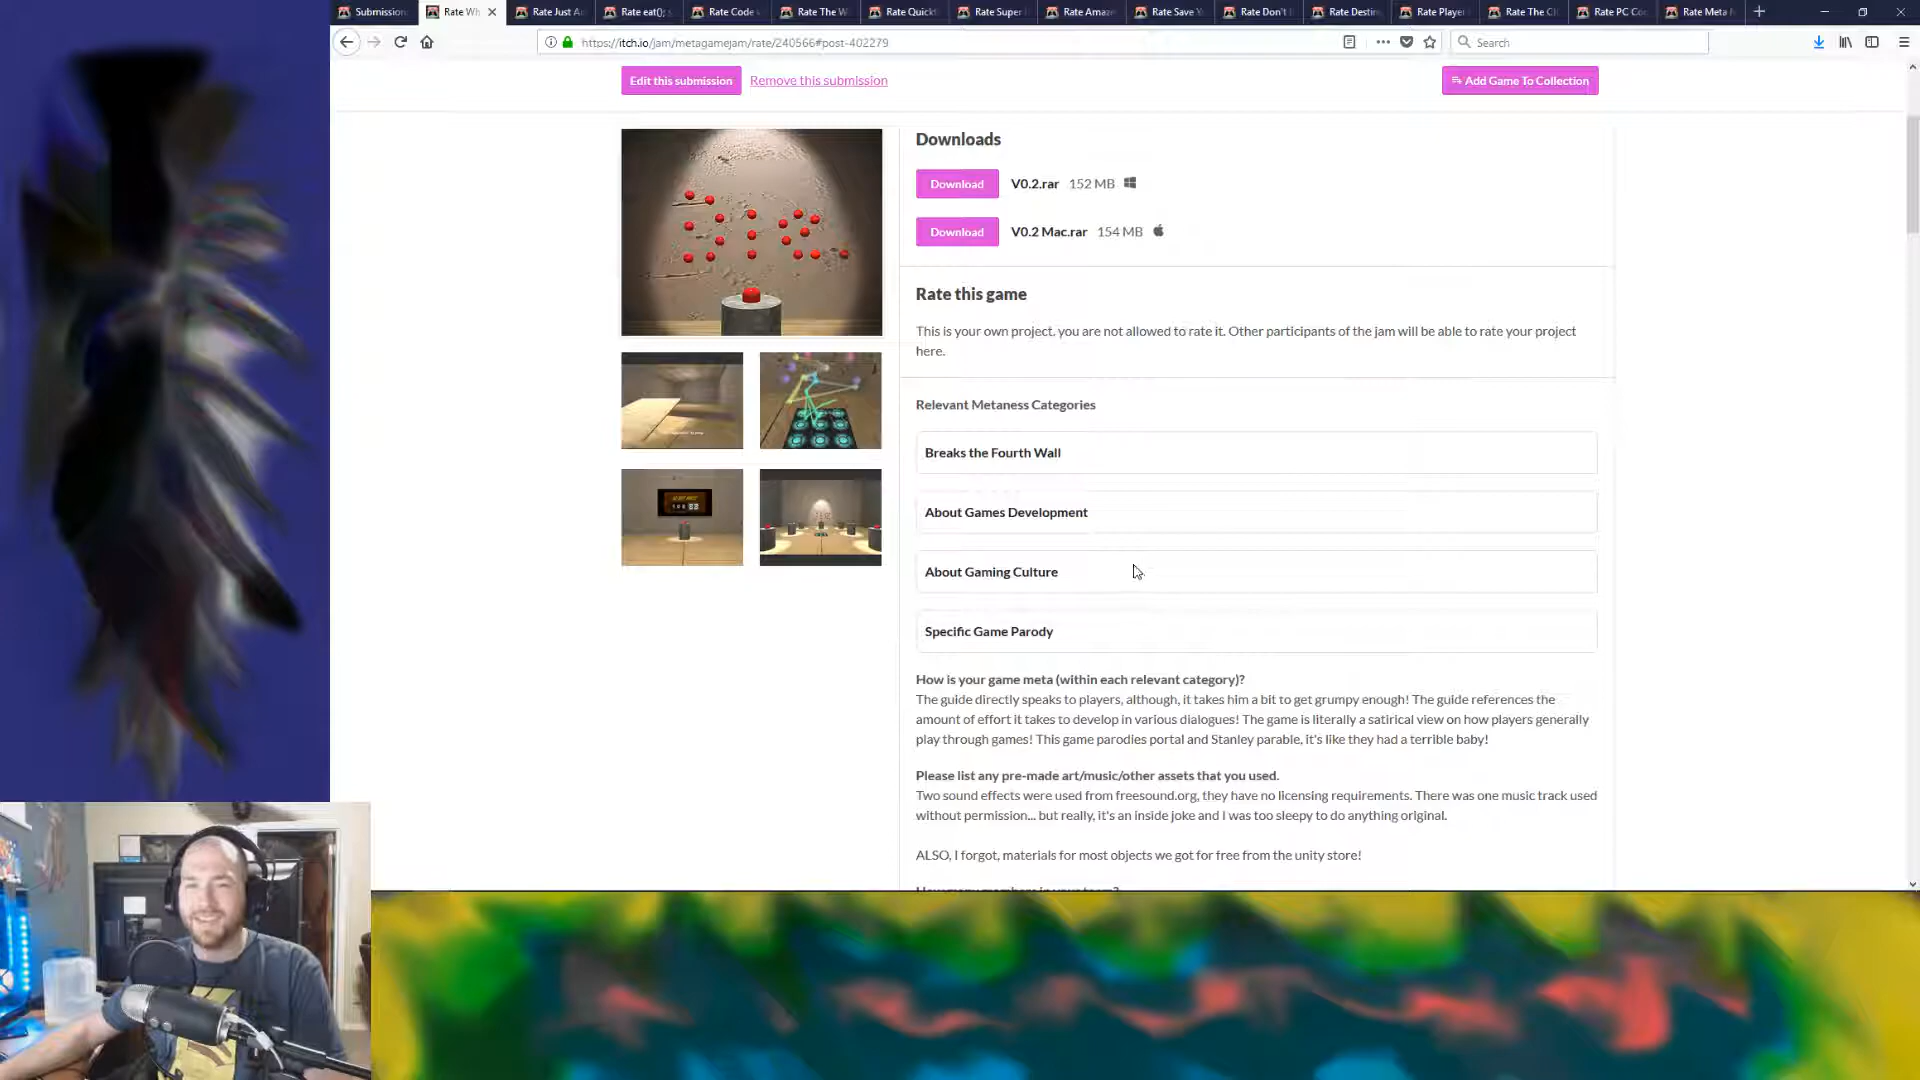 Submission
Rate Wh
Rate Just A
Rate eat();
Rate Code
Rate The W
Rate Quick
Rate Super
Rate Amaz
Rate Save Y
Rate Don't
Rate Destin
Rate Player
Rate The Cl
Rate PC Co
Rate Meta
https://itch.io/jam/metagamejam/rate/240566#post-402279
Search
Edit this submission
Remove this submission
Add Game To Collection
Downloads
Download V0.2.rar 152 MB
Download V0.2 Mac.rar 154 MB
Rate this game
This is your own project. you are not allowed to rate it. Other participants of the jam will be able to rate your project
here.
Relevant Metaness Categories
Breaks the Fourth Wall
About Games Development
About Gaming Culture
Specific Game Parody
How is your game meta (within each relevant category)?
The guide directly speaks to players, although, it takes him a bit to get grumpy enough! The guide references the
amount of effort it takes to develop in various dialogues! The game is literally a satirical view on how players generally
play through games! This game parodies portal and Stanley parable, it's like they had a terrible baby!
Please list any pre-made art/music/other assets that you used.
Two sound effects were used from freesound.org, they have no licensing requirements. There was one music track used
without permission... but really, it's an inside joke and I was too sleepy to do anything original.
ALSO, I forgot, materials for most objects we got for free from the unity store!
How many members in your team?